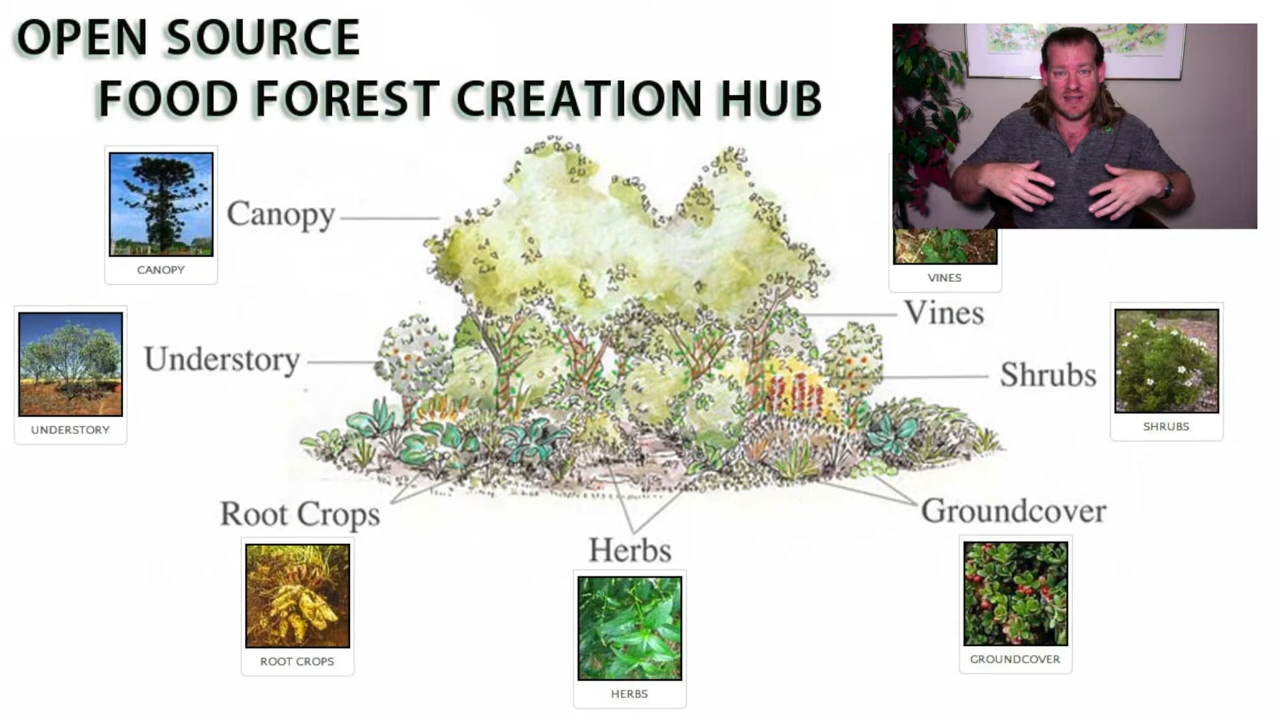 OPEN SOURCE
FOOD FOREST CREATION HUB
CANOPY
Canopy
VINES
Vines
UNDERSTORY
Understory
Shrubs
SHRUBS
Root Crops
ROOT CROPS
Herbs
HERBS
Groundcover
GROUNDCOVER